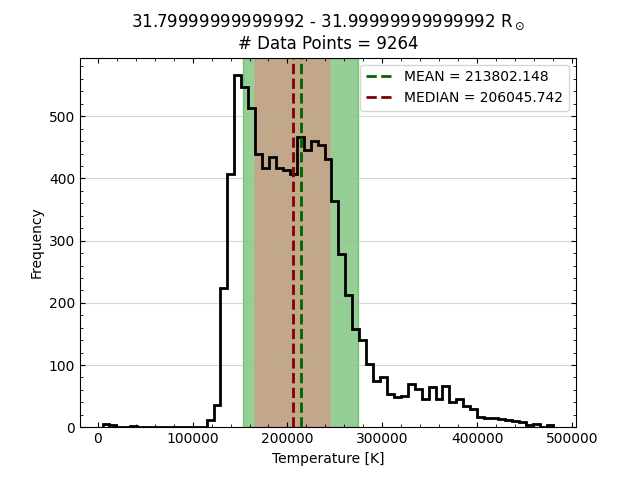 31.79999999999992 - 31.99999999999992 R⊙
# Data Points = 9264
MEAN = 213802.148
MEDIAN = 206045.742
Frequency
500
400
300
200
100
0
0 100000 200000 300000 400000 500000
Temperature [K]